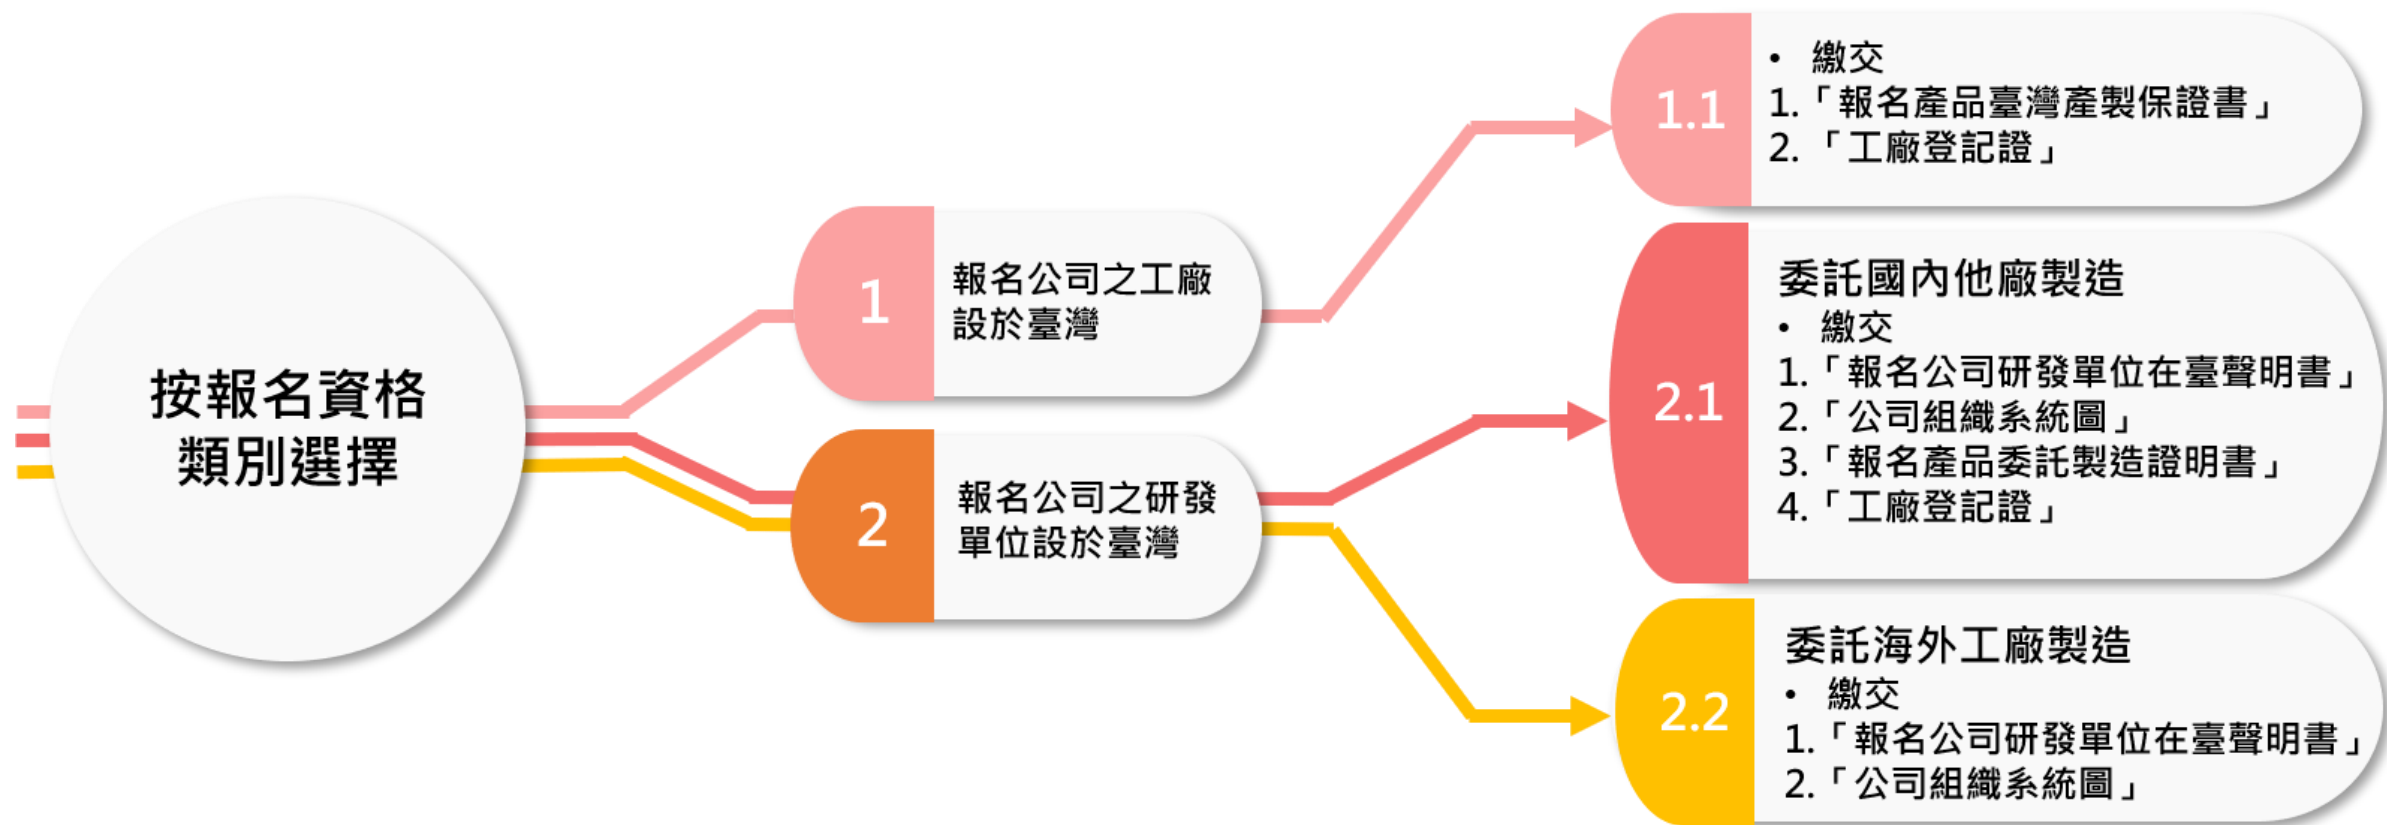 按報名資格
類別選擇
1
報名公司之工廠
設於臺灣
2
報名公司之研發
單位設於臺灣
1.1
• 繳交
1.「報名產品臺灣產製保證書」
2. 「工廠登記證」
2.1
委託國內他廠製造
• 繳交
1.「報名公司研發單位在臺聲明書」
2.「公司組織系統圖」
3.「報名產品委託製造證明書」
4.「工廠登記證」
2.2
委託海外工廠製造
• 繳交
1.「報名公司研發單位在臺聲明書」
2.「公司組織系統圖」